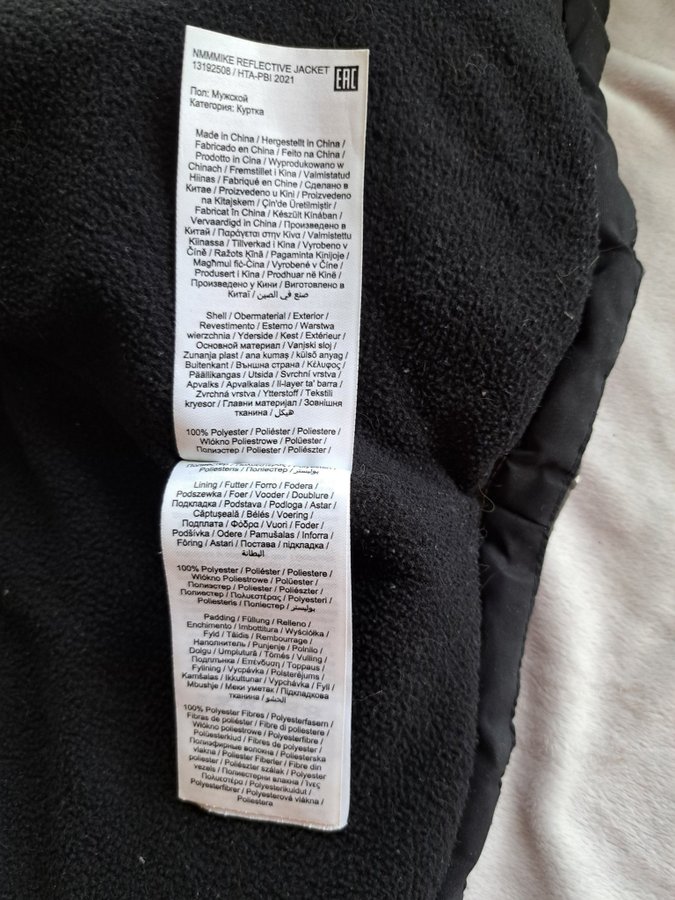 NMMMIKE REFLECTIVE JACKET
13192508 / HTA-PBI 2021
EAC
Пол: Мужской
Категория: Куртка
Made in China / Hergestellt in China /
Fabricado en China / Feito na China /
Prodotto in Cina / Wyprodukowano w
Chinach / Fremstillet i Kina / Valmistatud
Hiinas / Fabriqué en Chine / Сделано в
Китае / Proizvedeno u Kini / Proizvedeno
na Kitajskem / Çin'de Üretilmiştir /
Fabricat în China / Készült Kínában /
Vervaardigd in China / Произведено в
Китай / Παράγεται στην Κίνα / Valmistettu
Kiinassa / Tillverkad i Kina / Vyrobeno v
Číně / Ražots Ķīnā / Pagaminta Kinijoje /
Magħmul fiċ-Ċina / Vyrobené v Číne /
Produsert i Kina / Prodhuar në Kinë /
Произведено у Кини / Виготовлено в
Китаї / صنع في الصين
Shell / Obermaterial / Exterior /
Revestimento / Esterno / Warstwa
wierzchnia / Yderside / Kest / Extérieur /
Основной материал / Vanjski sloj /
Zunanja plast / ana kumaş / külső anyag /
Buitenkant / Външна страна / Κέλυφος /
Päällikangas / Utsida / Svrchní vrstva /
Apvalks / Apvalkalas / Il-layer ta' barra /
Zvrchná vrstva / Ytterstoff / Tekstili
kryesor / Главни материјал / Зовнішня
тканина / هيكل
100% Polyester / Poliéster / Poliestere /
Włókno Poliestrowe / Polüester /
Полиэстер / Poliester / Poliészter /
Poliesteris / Поліестер / بوليستر
Lining / Futter / Forro / Fodera /
Podszewka / Foer / Vooder / Doublure /
Подкладка / Podstava / Podloga / Astar /
Căptușeală / Bélés / Voering /
Подплата / Φόδρα / Vuori / Foder /
Podšívka / Odere / Pamušalas / Inforra /
Fôring / Astari / Постава / підкладка /
البطانة
100% Polyester / Poliéster / Poliestere /
Włókno Poliestrowe / Polüester /
Полиэстер / Poliester / Poliészter /
Полиестер / Πολυεστέρας / Polyesteri /
Poliesteris / Поліестер / بوليستر
Padding / Füllung / Relleno /
Enchimento / Imbottitura / Wyściółka /
Fyld / Täidis / Rembourrage /
Наполнитель / Punjenje / Polnilo /
Dolgu / Umplutură / Tömés / Vulling /
Подплънка / Επένδυση / Toppaus /
Fyllning / Vycpávka / Polsterējums /
Kamšalas / Ikkuttunar / Vypchávka / Fyll /
Mbushje / Меки уметак / Підкладкова
тканина / الحشو
100% Polyester Fibres / Polyesterfasern /
Fibras de poliéster / Fibre di poliestere /
Włókno poliestrowe / Polyesterfibre /
Polüesterkiud / Fibres de polyester /
Полиэфирные волокна / Poliesterska
vlakna / Poliester Fiberler / Fibre din
poliester / Poliészter szálak / Polyester
vezels / Полиестерни влакна / Ίνες
Πολυεστέρα / Polyesterikuidut /
Polyesterfibrer / Polyesterová vlákna /
Poliestera